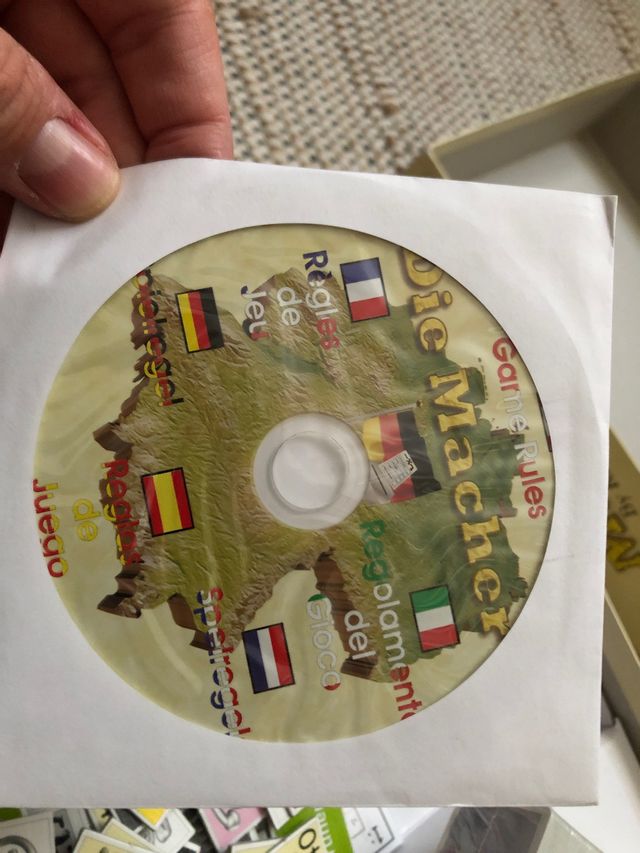 Game Rules
Die Macher
Règles
de
Jeu
Regolamento
del
Gioco
Spielregel
Spelregel
Reglas
de
Juego